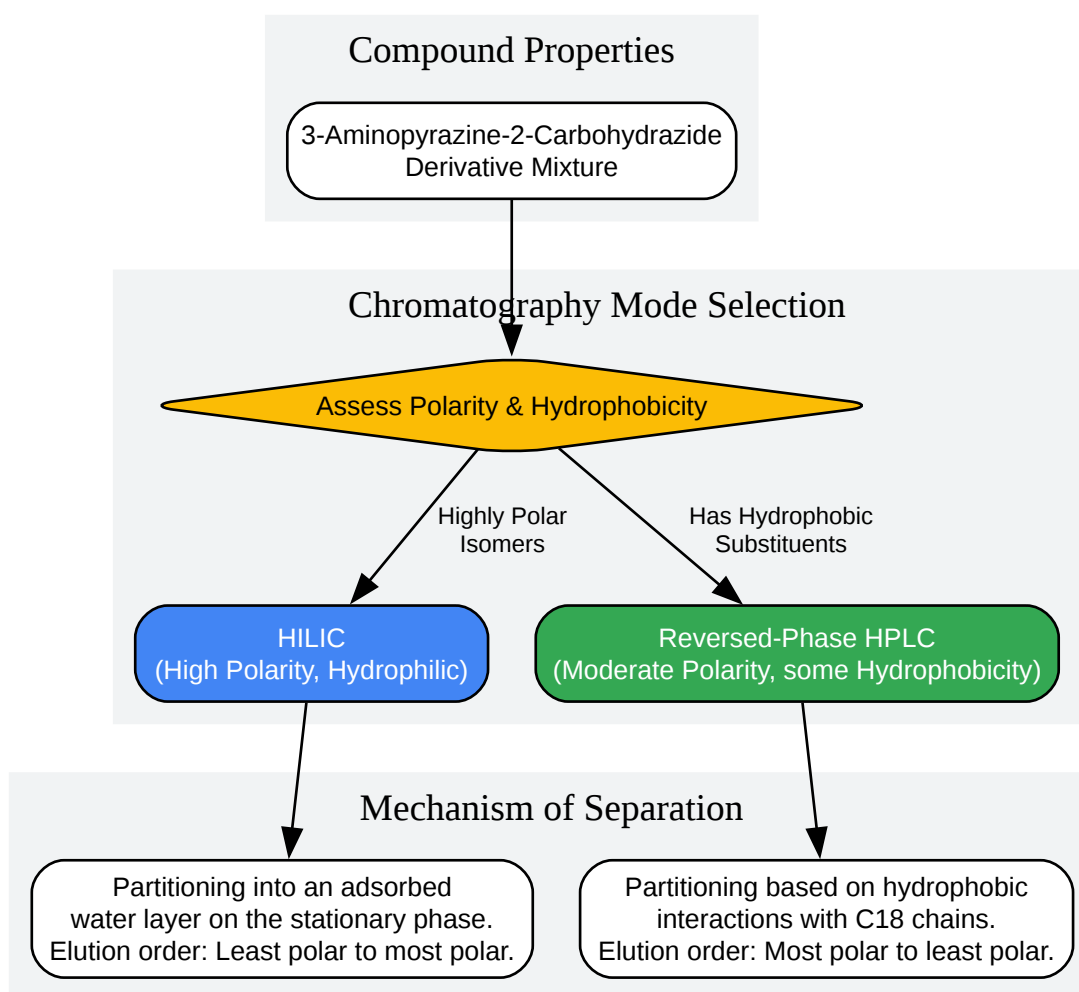 Compound Properties
3-Aminopyrazine-2-Carbohydrazide
Derivative Mixture
Chromatography Mode Selection
Assess Polarity & Hydrophobicity
Highly Polar
Isomers
Has Hydrophobic
Substituents
HILIC
(High Polarity, Hydrophilic)
Reversed-Phase HPLC
(Moderate Polarity, some Hydrophobicity)
Mechanism of Separation
Partitioning into an adsorbed
water layer on the stationary phase.
Elution order: Least polar to most polar.
Partitioning based on hydrophobic
interactions with C18 chains.
Elution order: Most polar to least polar.